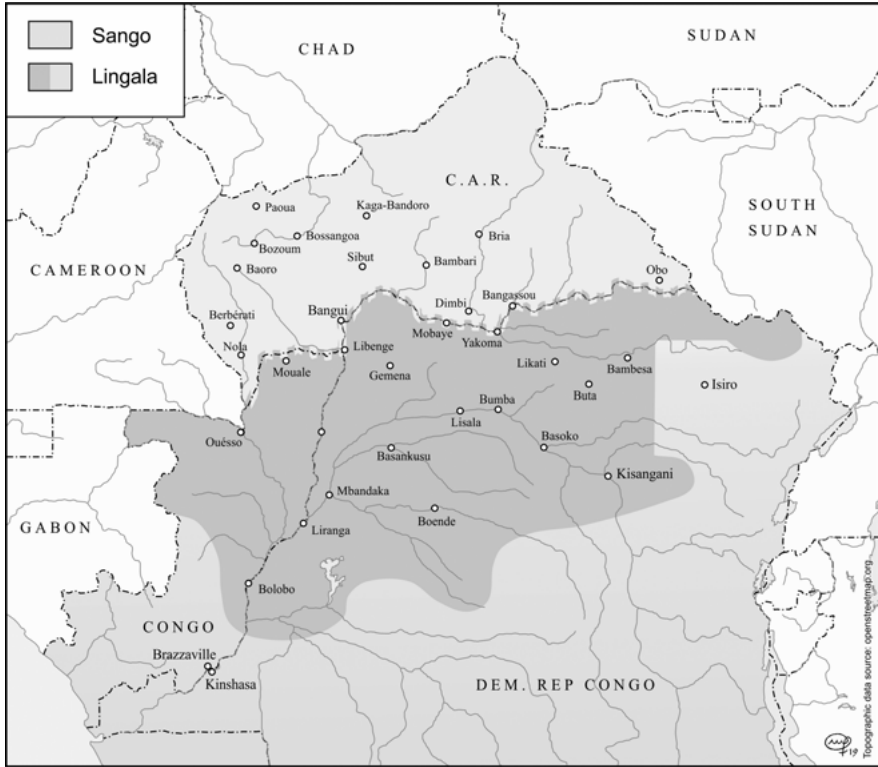 Sango
Lingala
CHAD
SUDAN
C.A.R.
SOUTH
SUDAN
CAMEROON
Paoua
Kaga-Bandoro
Bossangoa
Bozoum
Bria
Baoro
Sibut
Bambari
Obo
Berbérati
Bangui
Dimbi
Bangassou
Mobaye
Yakoma
Nola
Mouale
Libenge
Gemena
Likati
Bambesa
Buta
Isiro
Bumba
Lisala
Ouésso
Basankusu
Basoko
Kisangani
Mbandaka
Boende
Liranga
GABON
Bolobo
CONGO
Brazzaville
Kinshasa
DEM. REP CONGO
Topographic data source: openstreetmap.org
19